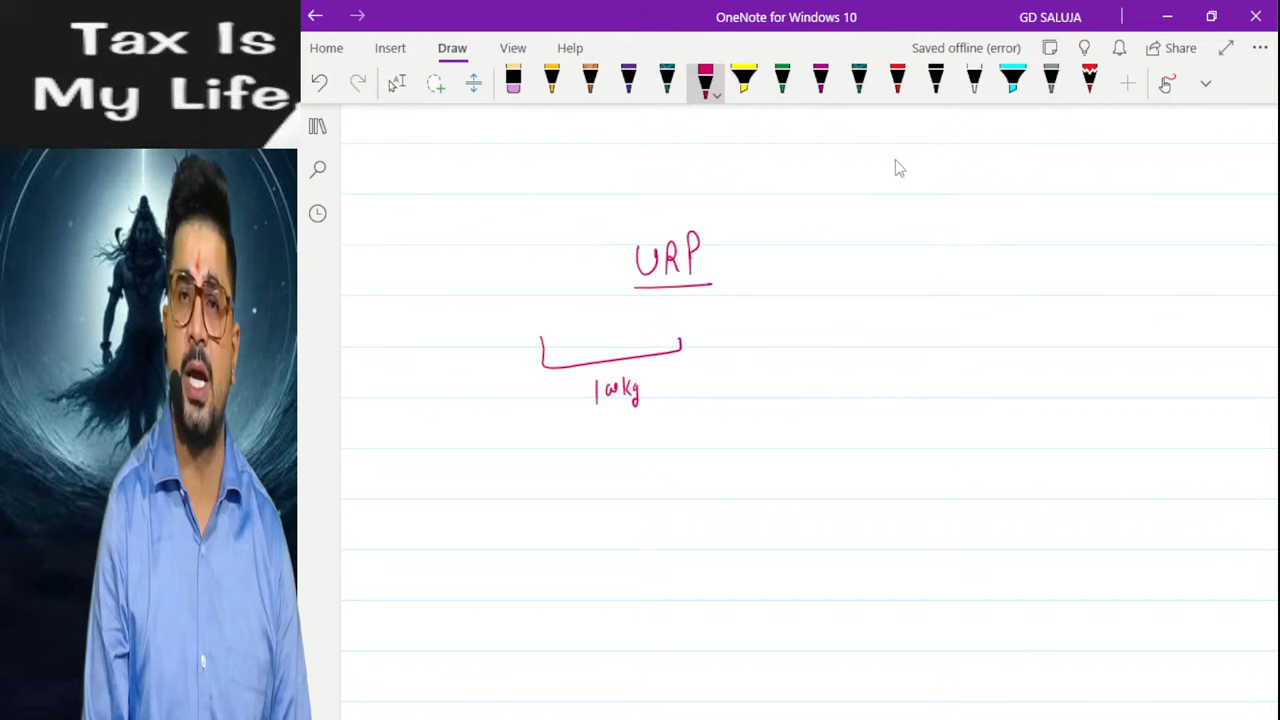 Tax Is
My Life.
OneNote for Windows 10
GD SALUJA
Home Insert Draw View Help
Saved offline (error)
Share
URP
100kg